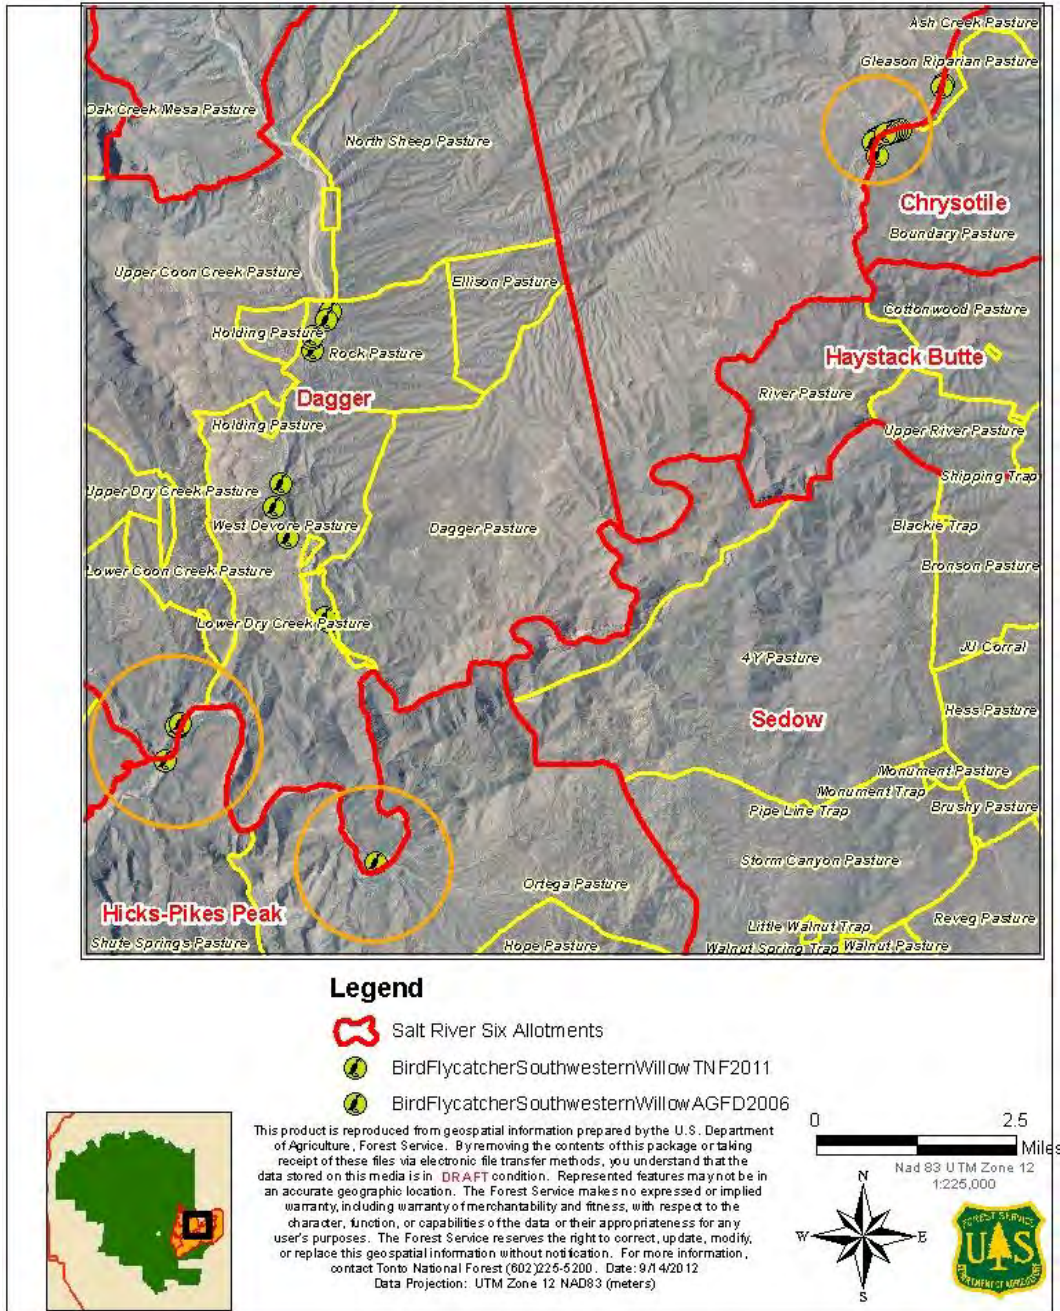 Ash Creek Pasture
Gleason Riparian Pasture
Oak Creek Mesa Pasture
North Sheep Pasture
Chrysotile
Boundary Pasture
Upper Coon Creek Pasture
Ellison Pasture
Cottonwood Pasture
Holding Pasture
Rock Pasture
Haystack Butte
River Pasture
Dagger
Holding Pasture
Upper River Pasture
Shipping Trap
Upper Dry Creek Pasture
West Devore Pasture
Dagger Pasture
Blackie Trap
Lower Coon Creek Pasture
Bronson Pasture
Lower Dry Creek Pasture
JU Corral
4Y Pasture
Sedow
Hess Pasture
Monument Pasture
Monument Trap
Pipe Line Trap
Brushy Pasture
Storm Canyon Pasture
Ortega Pasture
Hicks-Pikes Peak
Little Walnut Trap
Reveg Pasture
Shute Springs Pasture
Hope Pasture
Walnut Spring Trap
Walnut Pasture
Legend
Salt River Six Allotments
BirdFlycatcherSouthwesternWillowTNF2011
BirdFlycatcherSouthwesternWillowAGFD2006
This product is reproduced from geospatial information prepared by the U.S. Department
of Agriculture, Forest Service. By removing the contents of this package or taking
receipt of these files via electronic file transfer methods, you understand that the
data stored on this media is in DRAFT condition. Represented features may not be in
an accurate geographic location. The Forest Service makes no expressed or implied
warranty, including warranty of merchantability and fitness, with respect to the
character, function, or capabilities of the data or their appropriateness for any
user's purposes. The Forest Service reserves the right to correct, update, modify,
or replace this geospatial information without notification. For more information,
contact Tonto National Forest (602)225-5200. Date: 9/14/2012
Data Projection: UTM Zone 12 NAD83 (meters)
0 2.5
Miles
Nad 83 UTM Zone 12
1:225,000
N
W E
S
FOREST SERVICE
U S
DEPARTMENT OF AGRICULTURE